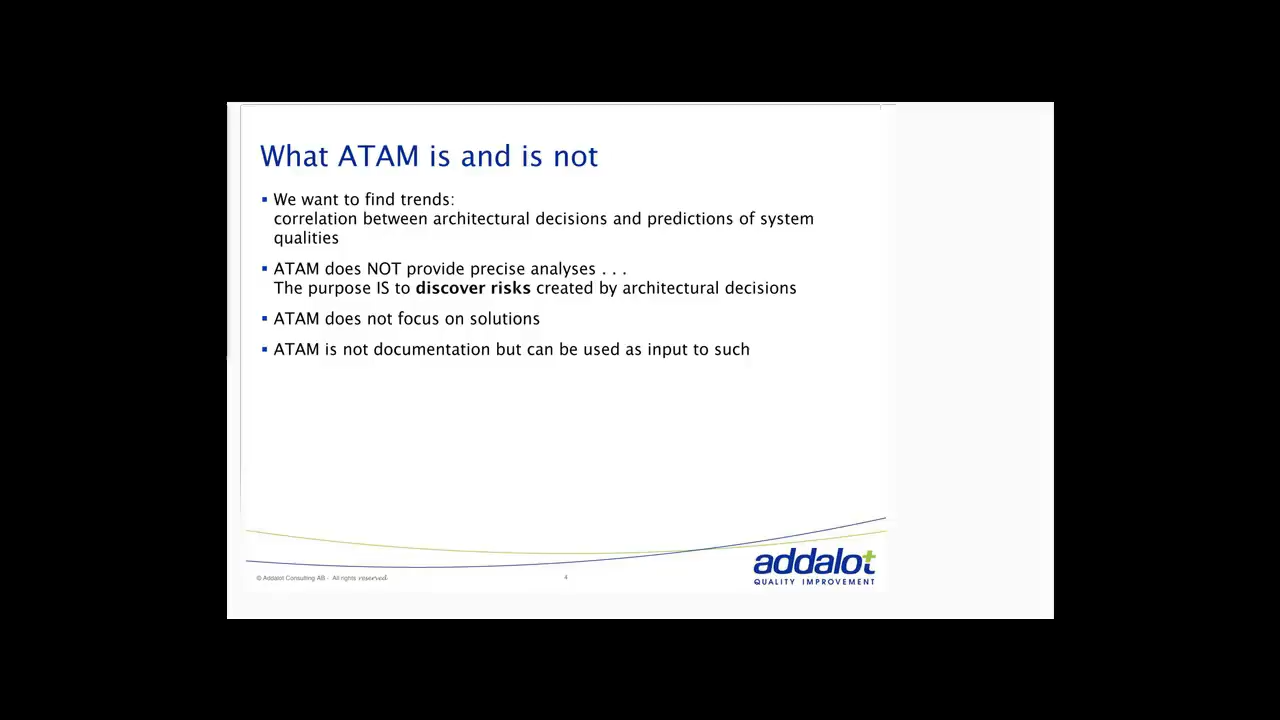 What ATAM is and is not
▪ We want to find trends:
correlation between architectural decisions and predictions of system
qualities
▪ ATAM does NOT provide precise analyses . . .
The purpose IS to discover risks created by architectural decisions
▪ ATAM does not focus on solutions
▪ ATAM is not documentation but can be used as input to such
© Addalot Consulting AB - All rights reserved
4
addalot
QUALITY IMPROVEMENT